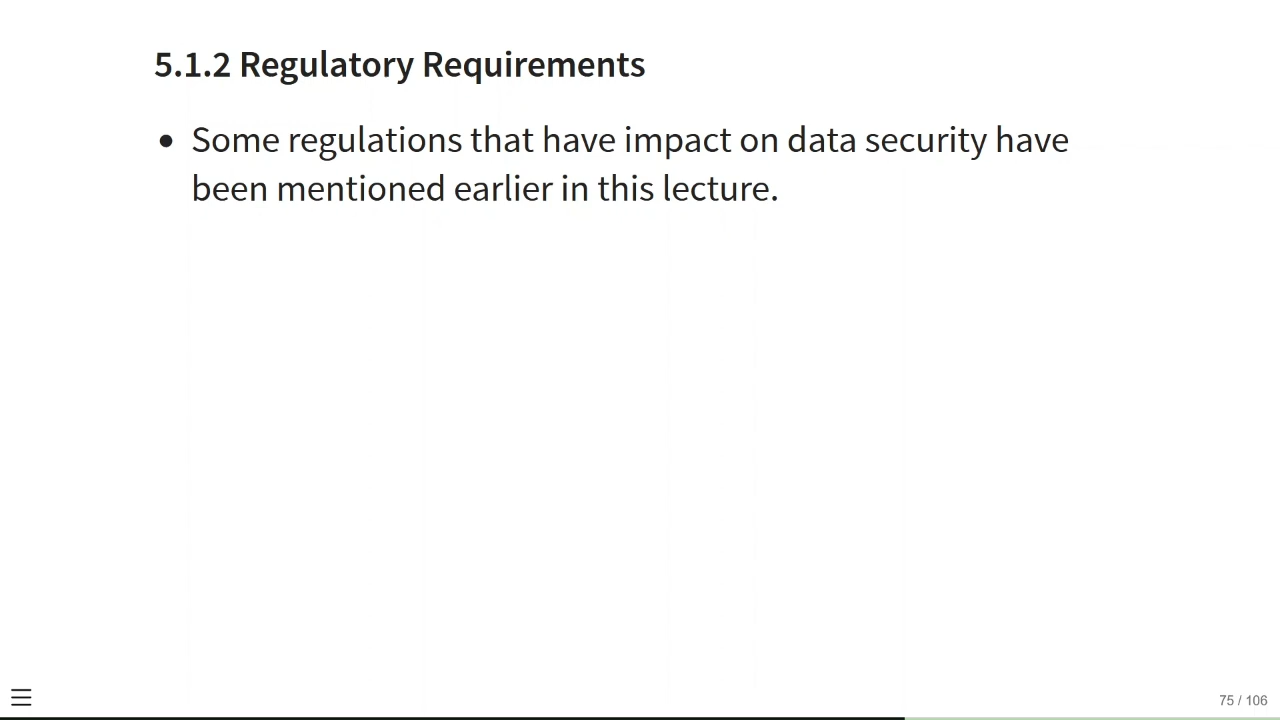 5.1.2 Regulatory Requirements
• Some regulations that have impact on data security have
been mentioned earlier in this lecture.
75 / 106